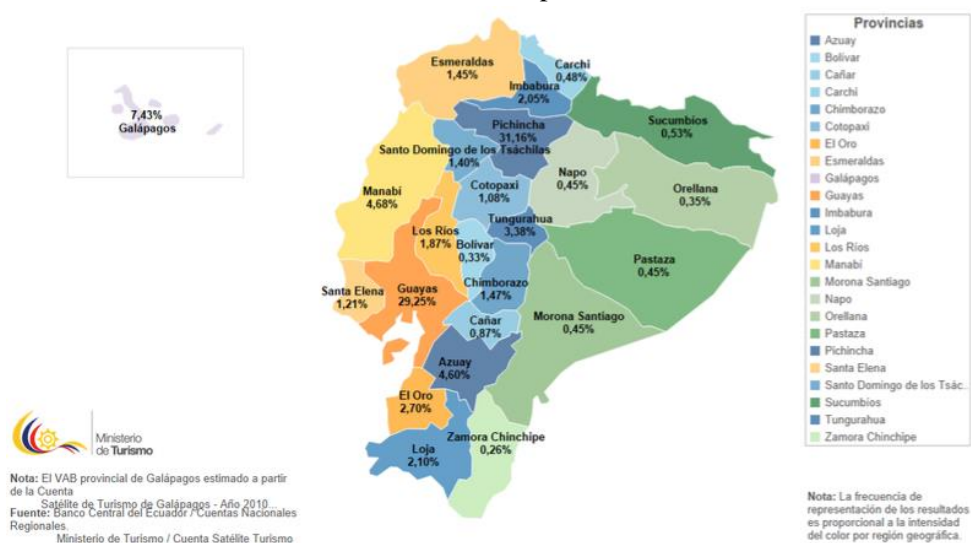 7,43%
Galápagos
Esmeraldas
1,45%
Carchi
0,48%
Imbabura
2,05%
Pichincha
31,16%
Sucumbíos
0,53%
Santo Domingo de los Tsáchilas
1,40%
Napo
0,45%
Orellana
0,35%
Manabí
4,68%
Cotopaxi
1,08%
Los Ríos
1,87%
Tungurahua
3,38%
Bolívar
0,33%
Pastaza
0,45%
Santa Elena
1,21%
Guayas
29,25%
Chimborazo
1,47%
Morona Santiago
0,45%
Cañar
0,87%
Azuay
4,60%
El Oro
2,70%
Loja
2,10%
Zamora Chinchipe
0,26%
Provincias
Azuay
Bolívar
Cañar
Carchi
Chimborazo
Cotopaxi
El Oro
Esmeraldas
Galápagos
Guayas
Imbabura
Loja
Los Ríos
Manabí
Morona Santiago
Napo
Orellana
Pastaza
Pichincha
Santa Elena
Santo Domingo de los Tsác...
Sucumbíos
Tungurahua
Zamora Chinchipe
Ministerio
de Turismo
Nota: El VAB provincial de Galápagos estimado a partir
de la Cuenta
Satélite de Turismo de Galápagos - Año 2010...
Fuente: Banco Central del Ecuador / Cuentas Nacionales
Regionales.
Ministerio de Turismo / Cuenta Satélite Turismo
Nota: La frecuencia de
representación de los resultados
es proporcional a la intensidad
del color por región geográfica.